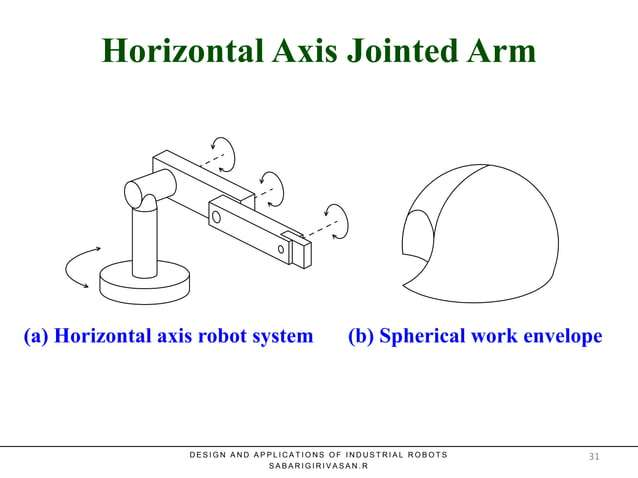 Horizontal Axis Jointed Arm
(a) Horizontal axis robot system
(b) Spherical work envelope
DESIGN AND APPLICATIONS OF INDUSTRIAL ROBOTS
SABARIGIRIVASAN.R
31